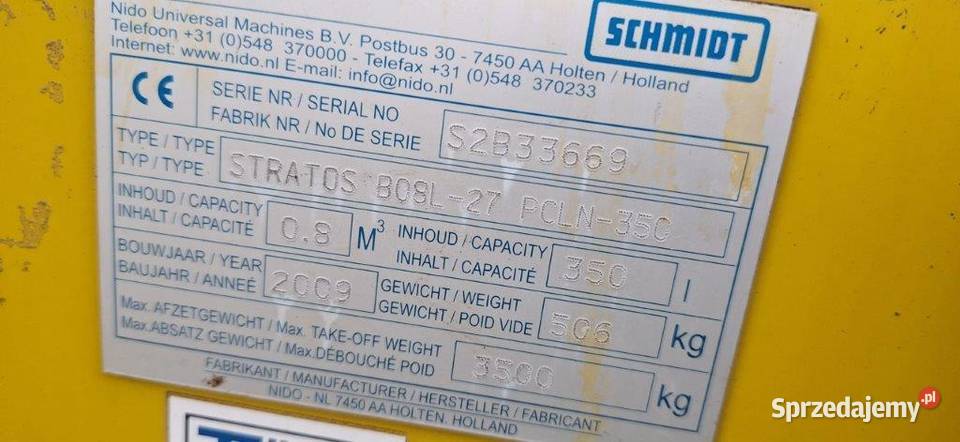 Nido Universal Machines B.V. Postbus 30 - 7450 AA Holten / Holland
Telefoon +31 (0)548 370000 - Telefax +31 (0)548 370233
Internet: www.nido.nl E-mail: info@nido.nl
SCHMIDT
CE
SERIE NR / SERIAL NO
FABRIK NR / No DE SERIE
S2B33669
TYPE / TYPE
TYP / TYPE
STRATOS B08L-27 PCLN-350
INHOUD / CAPACITY
INHALT / CAPACITÉ
0.8 M3
INHOUD / CAPACITY
INHALT / CAPACITÉ
350 l
BOUWJAAR / YEAR
BAUJAHR / ANNEÉ
2009
GEWICHT / WEIGHT
GEWICHT / POID VIDE
506 kg
Max. AFZETGEWICHT / Max. TAKE-OFF WEIGHT
Max.ABSATZ GEWICHT / Max.DÉBOUCHÉ POID
3500 kg
FABRIKANT / MANUFACTURER / HERSTELLER / FABRICANT
NIDO - NL 7450 AA HOLTEN. HOLLAND
Sprzedajemy.pl